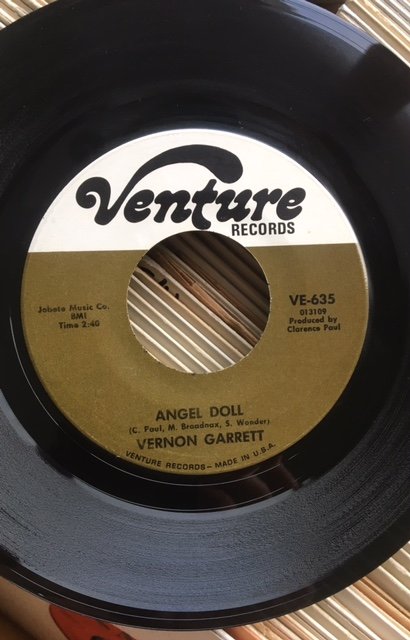 Venture
RECORDS
Jobete Music Co.
BMI
Time 2:40
VE-635
013109
Produced by
Clarence Paul
ANGEL DOLL
(C. Paul, M. Broadnax, S. Wonder)
VERNON GARRETT
VENTURE RECORDS- MADE IN U.S.A.